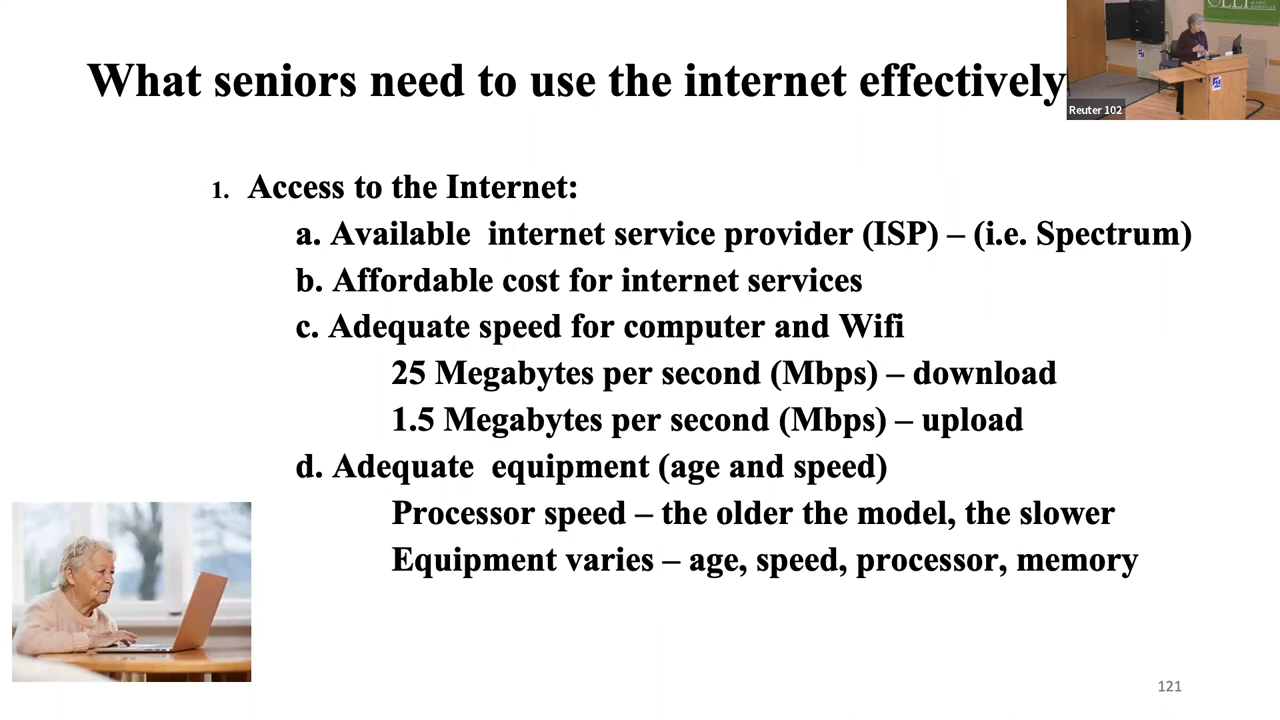 What seniors need to use the internet effectively
OLLI
Reuter 102
1. Access to the Internet:
a. Available internet service provider (ISP) – (i.e. Spectrum)
b. Affordable cost for internet services
c. Adequate speed for computer and Wifi
25 Megabytes per second (Mbps) – download
1.5 Megabytes per second (Mbps) – upload
d. Adequate equipment (age and speed)
Processor speed – the older the model, the slower
Equipment varies – age, speed, processor, memory
121